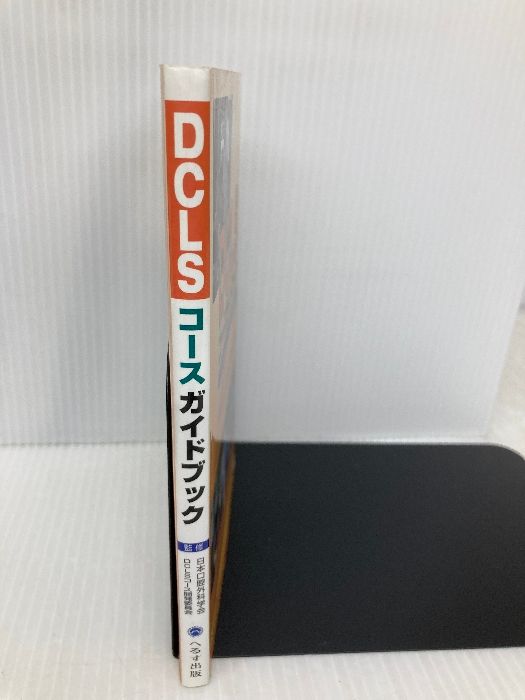 DCLS
コース
ガイドブック
監修
日本口腔外科学会
DCLSコース開発委員会
へるす出版